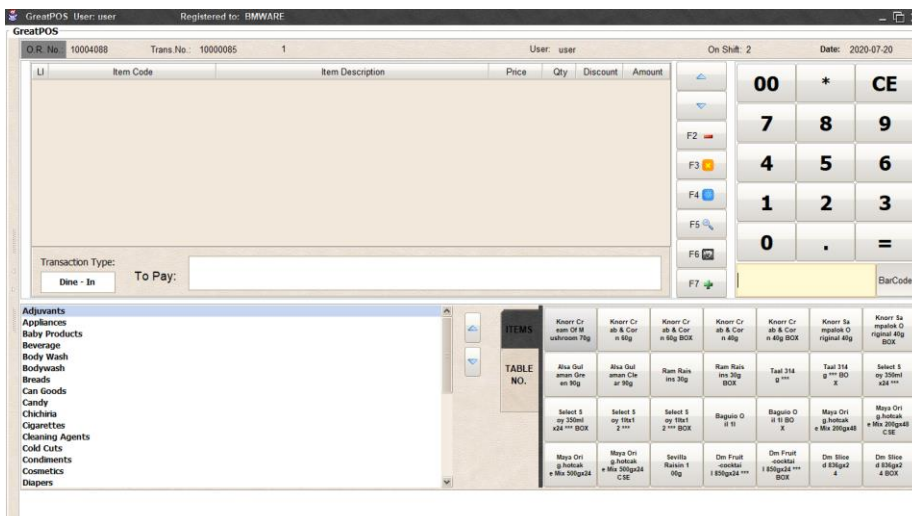 GreatPOS User: user Registered to: BMWARE
GreatPOS
O.R. No.: 10004088 Trans.No.: 10000085 1 User: user On Shift: 2 Date: 2020-07-20
LI Item Code Item Description Price Qty Discount Amount
00 * CE
7 8 9
4 5 6
1 2 3
0 . =
BarCode
F2
F3
F4
F5
F6
F7
Transaction Type:
Dine - In
To Pay:
Adjuvants
Appliances
Baby Products
Beverage
Body Wash
Bodywash
Breads
Can Goods
Candy
Chichiria
Cigarettes
Cleaning Agents
Cold Cuts
Condiments
Cosmetics
Diapers
ITEMS
TABLE
NO.
Knorr Cr
eam Of M
ushroom 70g
Knorr Cr
ab & Cor
n 60g
Knorr Cr
ab & Cor
n 60g BOX
Knorr Cr
ab & Cor
n 40g
Knorr Cr
ab & Cor
n 40g BOX
Knorr Sa
mpalok O
riginal 40g
Knorr Sa
mpalok O
riginal 40g
BOX
Alsa Gul
aman Gre
en 90g
Alsa Gul
aman Cle
ar 90g
Ram Rais
ins 30g
Ram Rais
ins 30g
BOX
Taal 314
g ***
Taal 314
g *** BO
X
Select S
oy 350ml
x24 ***
Select S
oy 350ml
x24 *** BOX
Select S
oy 1ltx1
2 ***
Select S
oy 1ltx1
2 *** BOX
Baguio O
il 1l
Baguio O
il 1l BO
X
Maya Ori
g.hotcak
e Mix 200gx48
Maya Ori
g.hotcak
e Mix 200gx48
CSE
Maya Ori
g.hotcak
e Mix 500gx24
Maya Ori
g.hotcak
e Mix 500gx24
CSE
Sevilla
Raisin 1
00g
Dm Fruit
-cocktai
l 850gx24 ***
Dm Fruit
-cocktai
l 850gx24 ***
BOX
Dm Slice
d 836gx2
4
Dm Slice
d 836gx2
4 BOX